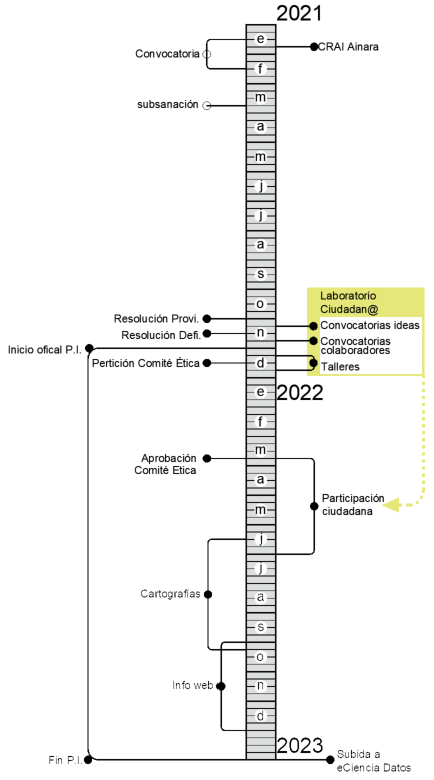 2021
e
CRAI Ainara
Convocatoria
f
m
subsanación
a
m
j
j
a
s
Laboratorio
Ciudadan@
o
Resolución Provi.
Convocatorias ideas
n
Resolución Defi.
Convocatorias
colaboradores
Inicio ofical P.I.
d
Pertición Comité Ética
Talleres
e
2022
f
m
Aprobación
Comité Etica
a
m
Participación
ciudadana
j
j
Cartografías
a
s
o
Info web
n
d
2023
Fin P.I.
Subida a
eCiencia Datos